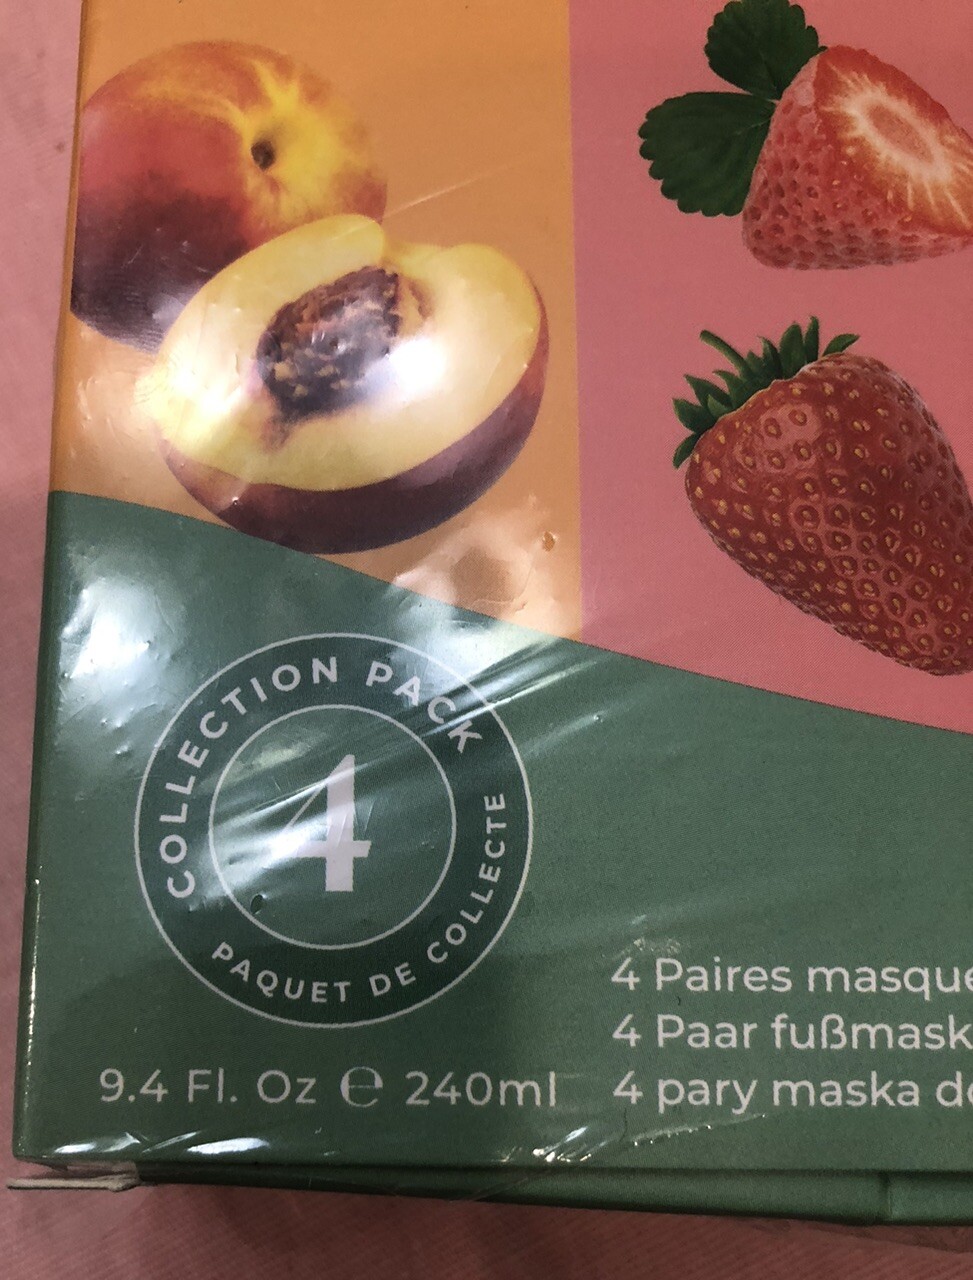 COLLECTION PACK
4
PAQUET DE COLLECTE
9.4 Fl. Oz ℮ 240ml
4 Paires masque
4 Paar fußmask
4 pary maska do